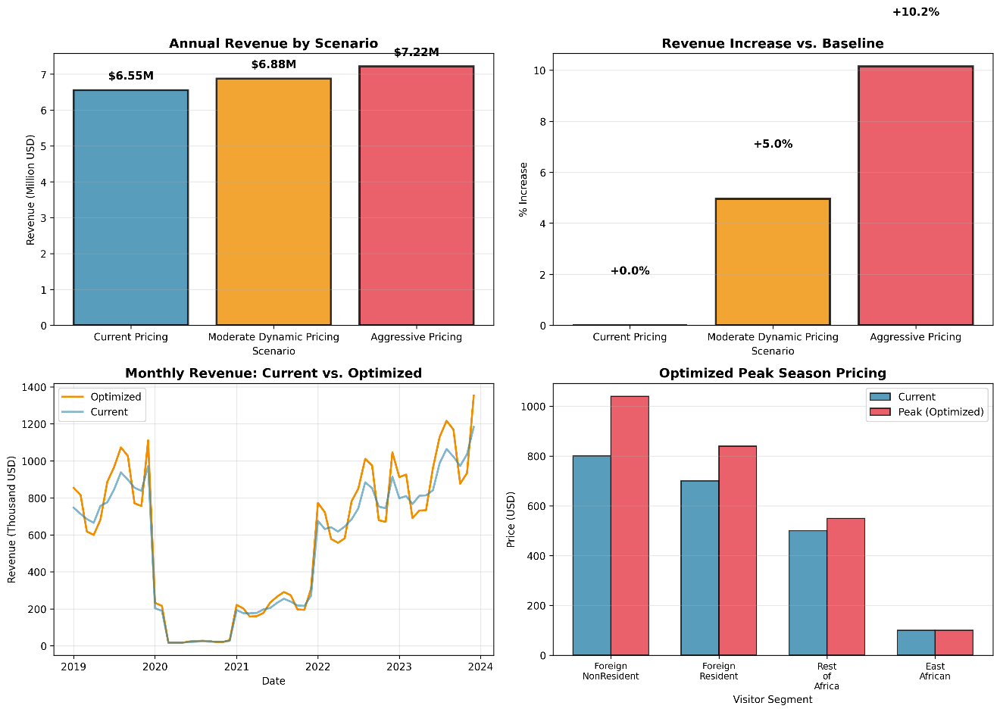 +10.2%
Annual Revenue by Scenario
$6.55M
$6.88M
$7.22M
Revenue (Million USD)
7
6
5
4
3
2
1
0
Current Pricing
Moderate Dynamic Pricing
Aggressive Pricing
Scenario
Revenue Increase vs. Baseline
+0.0%
+5.0%
% Increase
10
8
6
4
2
0
Current Pricing
Moderate Dynamic Pricing
Aggressive Pricing
Scenario
Monthly Revenue: Current vs. Optimized
Optimized
Current
Revenue (Thousand USD)
1400
1200
1000
800
600
400
200
0
2019
2020
2021
2022
2023
2024
Date
Optimized Peak Season Pricing
Current
Peak (Optimized)
Price (USD)
1000
800
600
400
200
0
Foreign
NonResident
Foreign
Resident
Rest
of
Africa
East
African
Visitor Segment